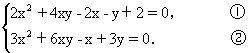 2x²+4xy-2x-y+2=0, ①
3x²+6xy-x+3y=0. ②